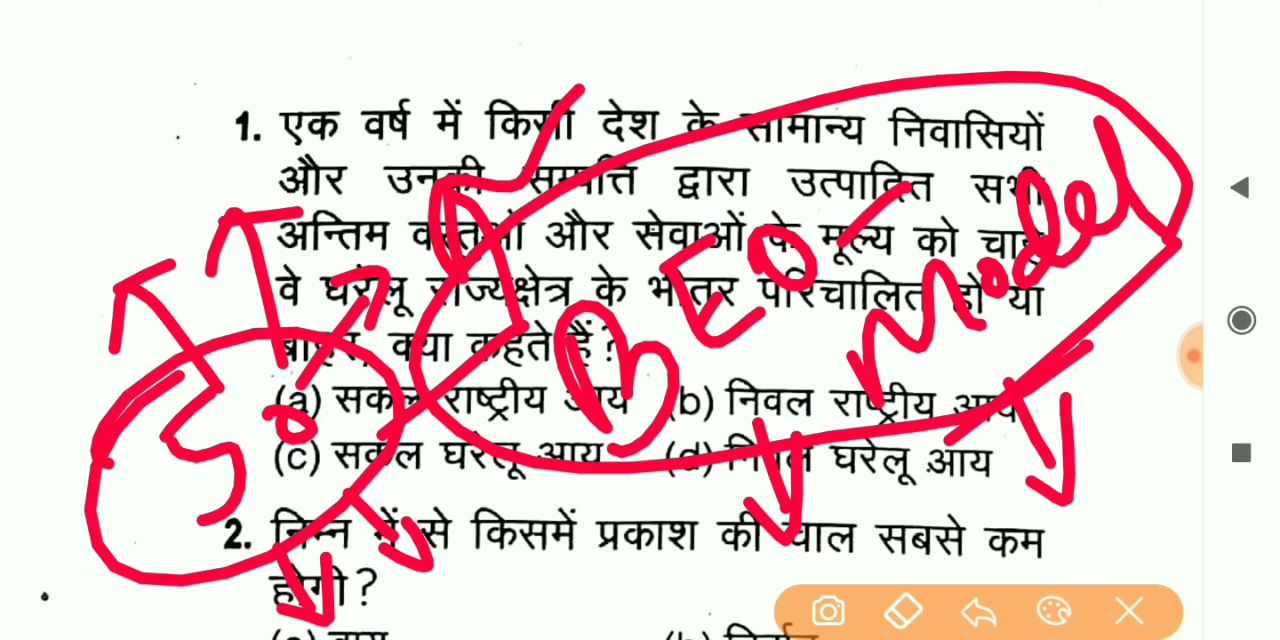 1. एक वर्ष में किसी देश के सामान्य निवासियों
और उनकी सम्पत्ति द्वारा उत्पादित सभी
अन्तिम वस्तुओं और सेवाओं के मूल्य को चाहे
वे घरेलू राज्यक्षेत्र के भीतर परिचालित हों या
बाहर, क्या कहते हैं?
(a) सकल राष्ट्रीय आय (b) निवल राष्ट्रीय आय
(c) सकल घरेलू आय (d) निवल घरेलू आय
50
BEO
Model
2. निम्न में से किसमें प्रकाश की चाल सबसे कम
होगी?
(a) वायु (b) निर्वात